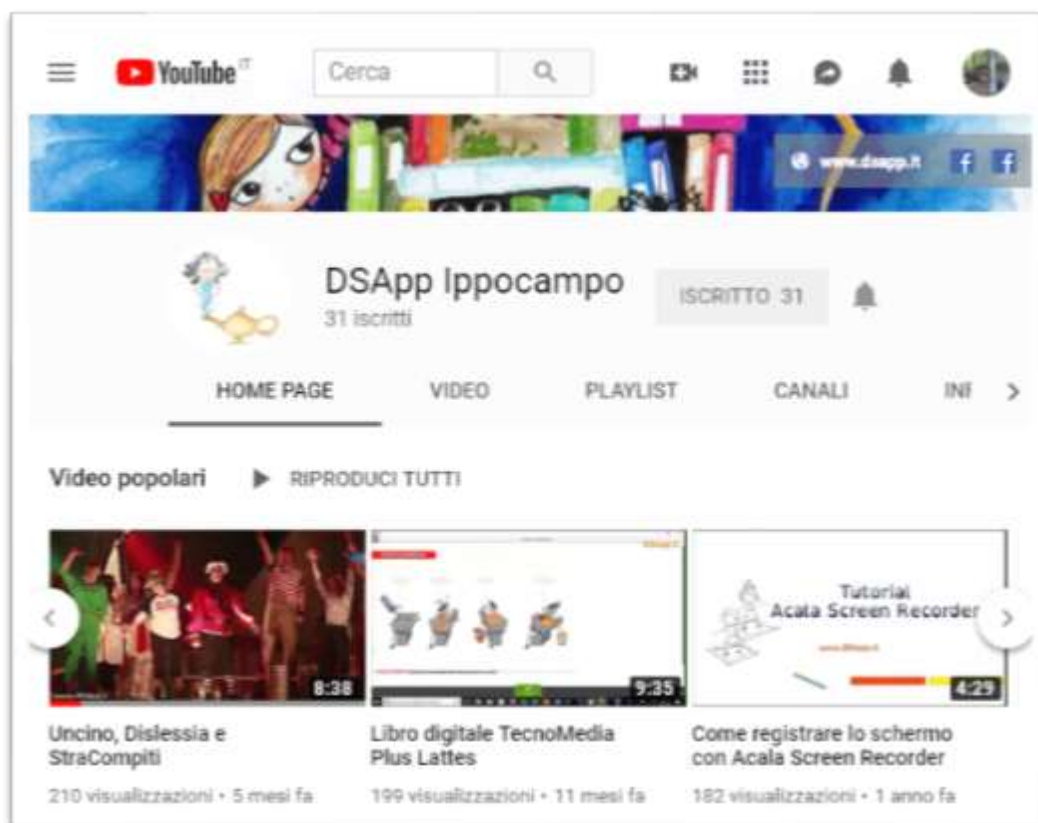 YouTube IT
Cerca
www.dsapp.it
DSApp Ippocampo
31 iscritti
ISCRITTO 31
HOME PAGE VIDEO PLAYLIST CANALI INF
Video popolari RIPRODUCI TUTTI
8:38
9:35
Tutorial
Acala Screen Recorder
4:29
Uncino, Dislessia e
StraCompiti
210 visualizzazioni • 5 mesi fa
Libro digitale TecnoMedia
Plus Lattes
199 visualizzazioni • 11 mesi fa
Come registrare lo schermo
con Acala Screen Recorder
182 visualizzazioni • 1 anno fa